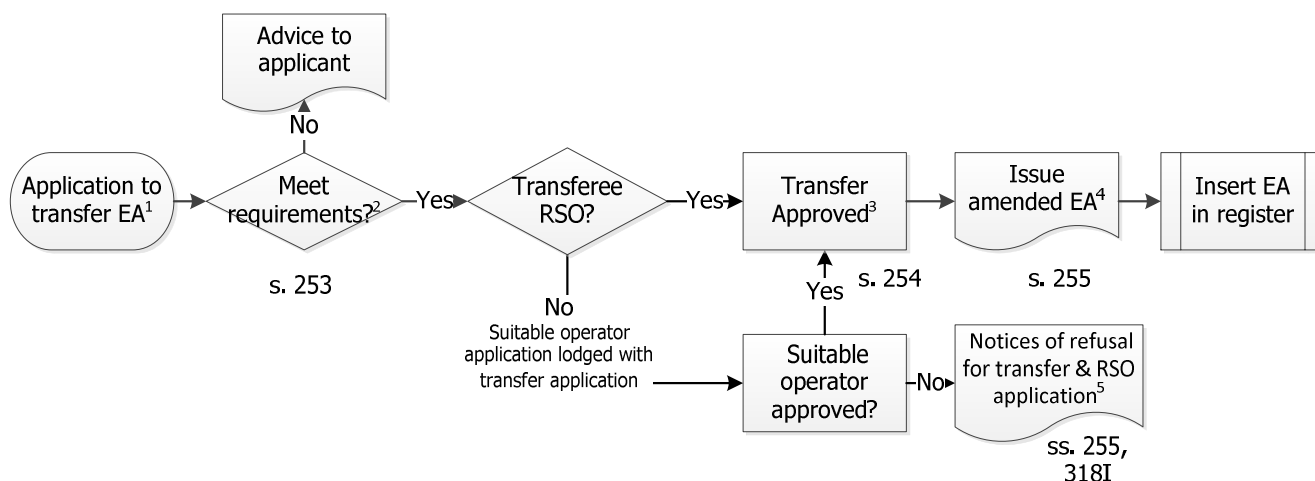 Advice to
applicant
No
Application to
transfer EA¹
Meet
requirements?²
Yes
Transferee
RSO?
Yes
Transfer
Approved³
Issue
amended EA⁴
Insert EA
in register
s. 253
s. 254
s. 255
No
Suitable operator
application lodged with
transfer application
Yes
Suitable
operator
approved?
No
Notices of refusal
for transfer & RSO
application⁵
ss. 255,
318I